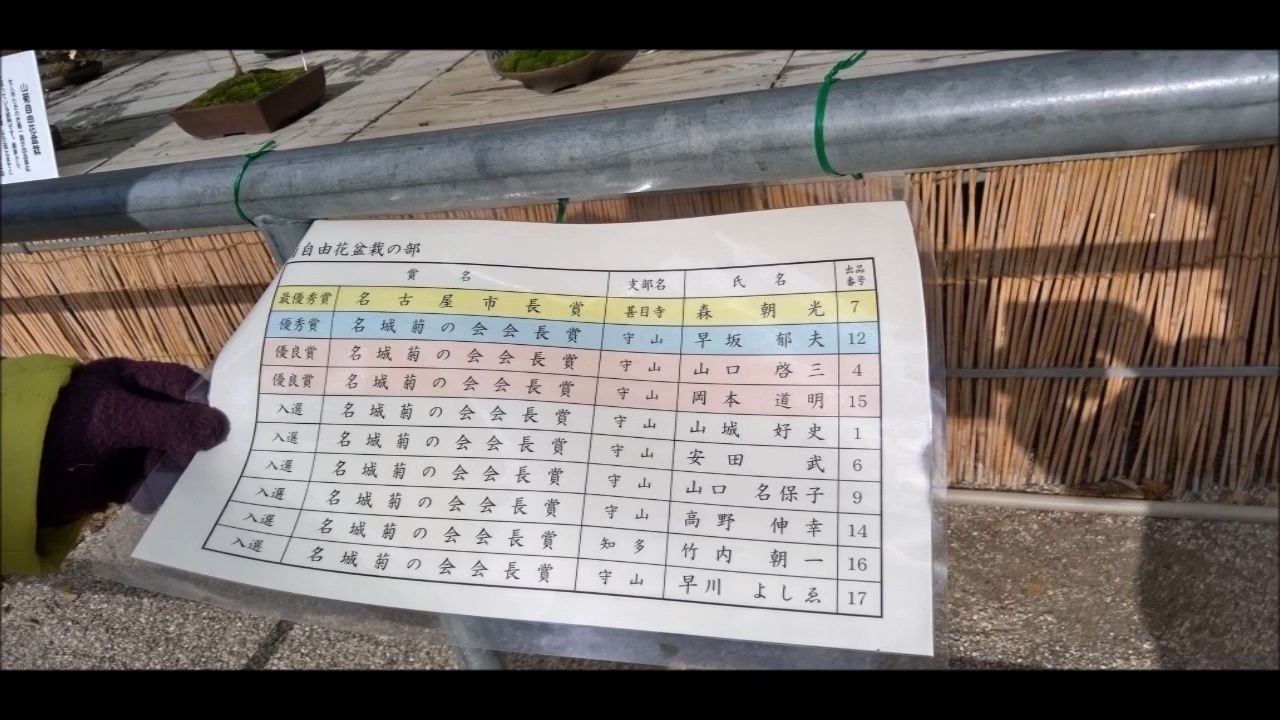 自由花盆栽の部
賞名 支部名 氏名 出品番号
最優秀賞 名古屋市長賞 甚目寺 森 朝光 7
優秀賞 名城菊の会会長賞 守山 早坂 郁夫 12
優良賞 名城菊の会会長賞 守山 山口 啓三 4
優良賞 名城菊の会会長賞 守山 岡本 道明 15
入選 名城菊の会会長賞 守山 山城 好史 1
入選 名城菊の会会長賞 守山 安田 武 6
入選 名城菊の会会長賞 守山 山口 名保子 9
入選 名城菊の会会長賞 守山 高野 伸幸 14
入選 名城菊の会会長賞 知多 竹内 朝一 16
入選 名城菊の会会長賞 守山 早川 よしゑ 17